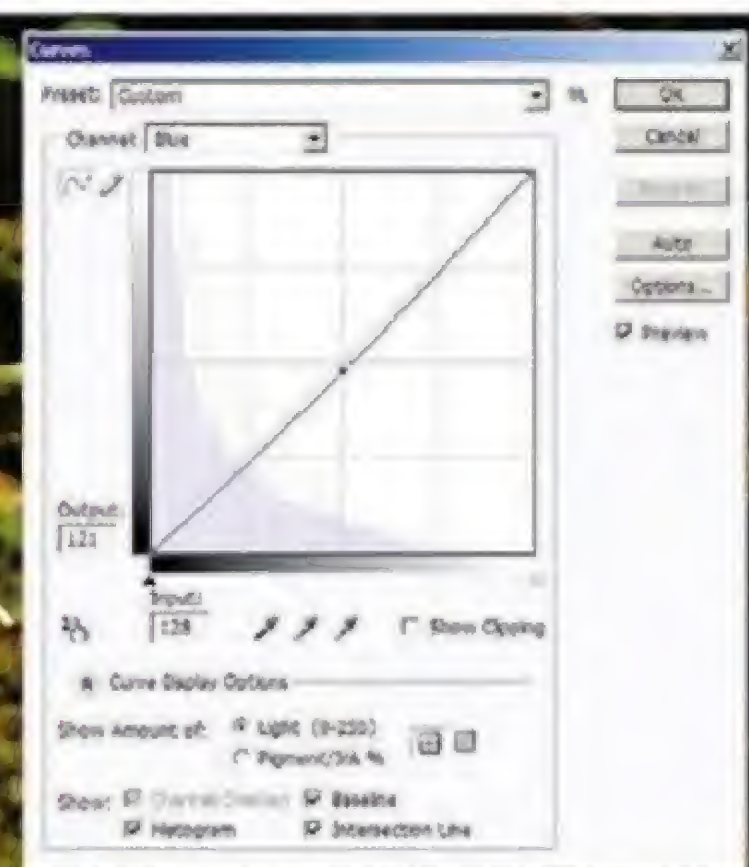 Curves
Preset: Custom
OK
Channel: Blue
Cancel
Auto
Options...
Preview
Output:
121
Input:
128
Show Clipping
Curve Display Options
Show Amount of:
Light (0-255)
Pigment/Ink %
Show:
Baseline
Histogram
Intersection Line